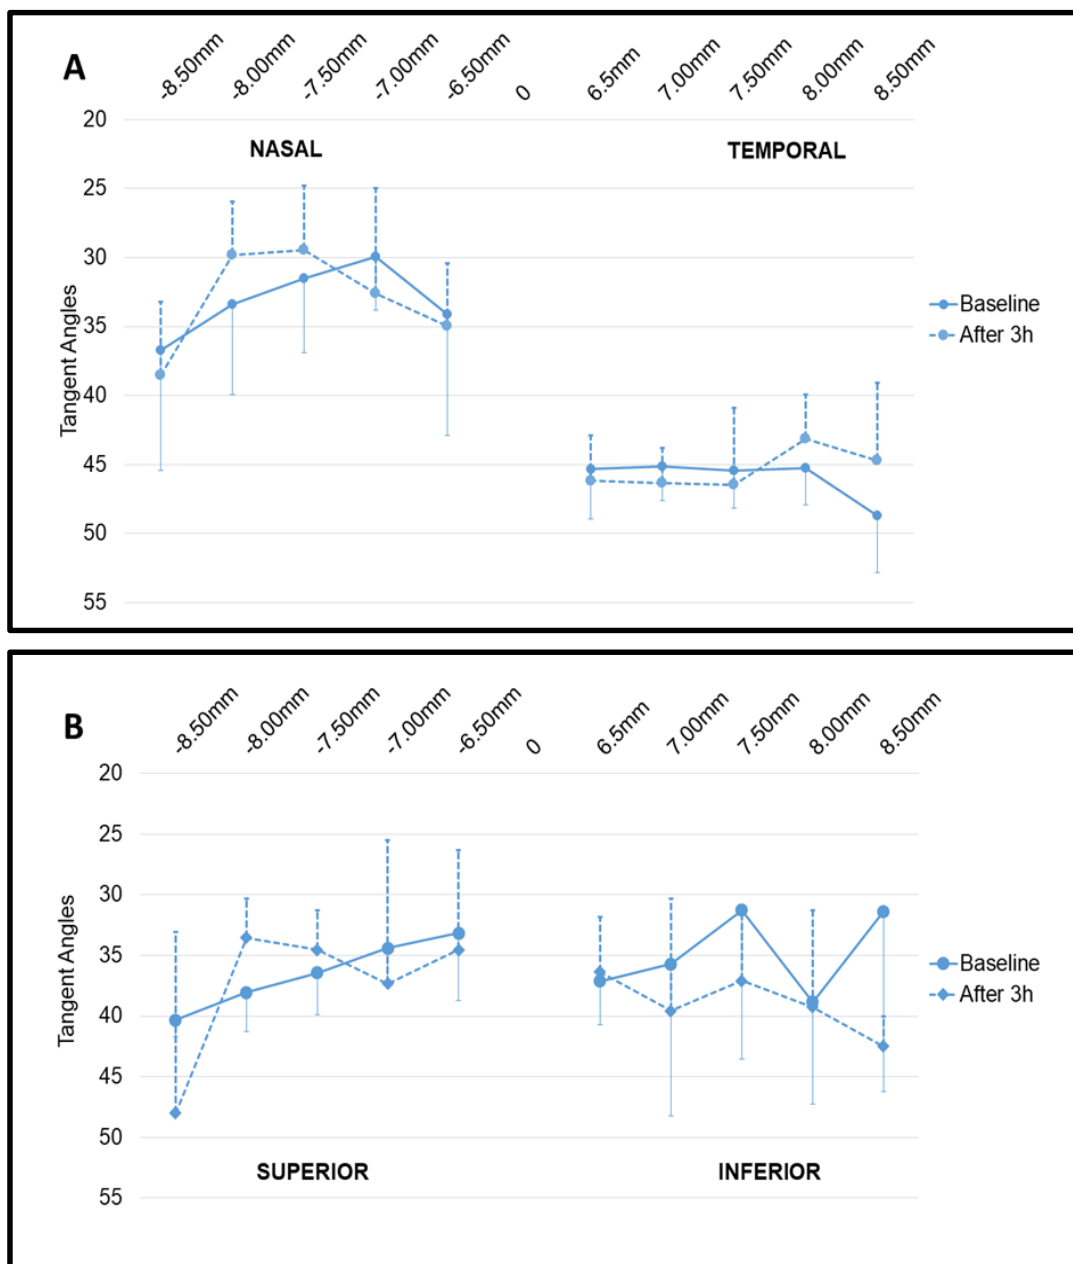 A
-8.50mm -8.00mm -7.50mm -7.00mm -6.50mm 0 6.5mm 7.00mm 7.50mm 8.00mm 8.50mm
20
NASAL TEMPORAL
25
30
35
40
45
50
55
Tangent Angles
Baseline
After 3h
B
-8.50mm -8.00mm -7.50mm -7.00mm -6.50mm 0 6.5mm 7.00mm 7.50mm 8.00mm 8.50mm
20
25
30
35
40
45
50
SUPERIOR INFERIOR
55
Tangent Angles
Baseline
After 3h